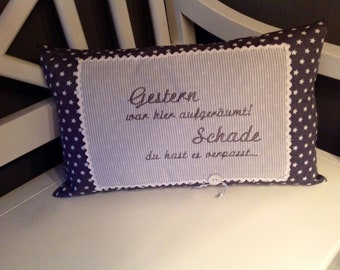 Gestern
war hier aufgeräumt!
Schade
du hast es verpasst...